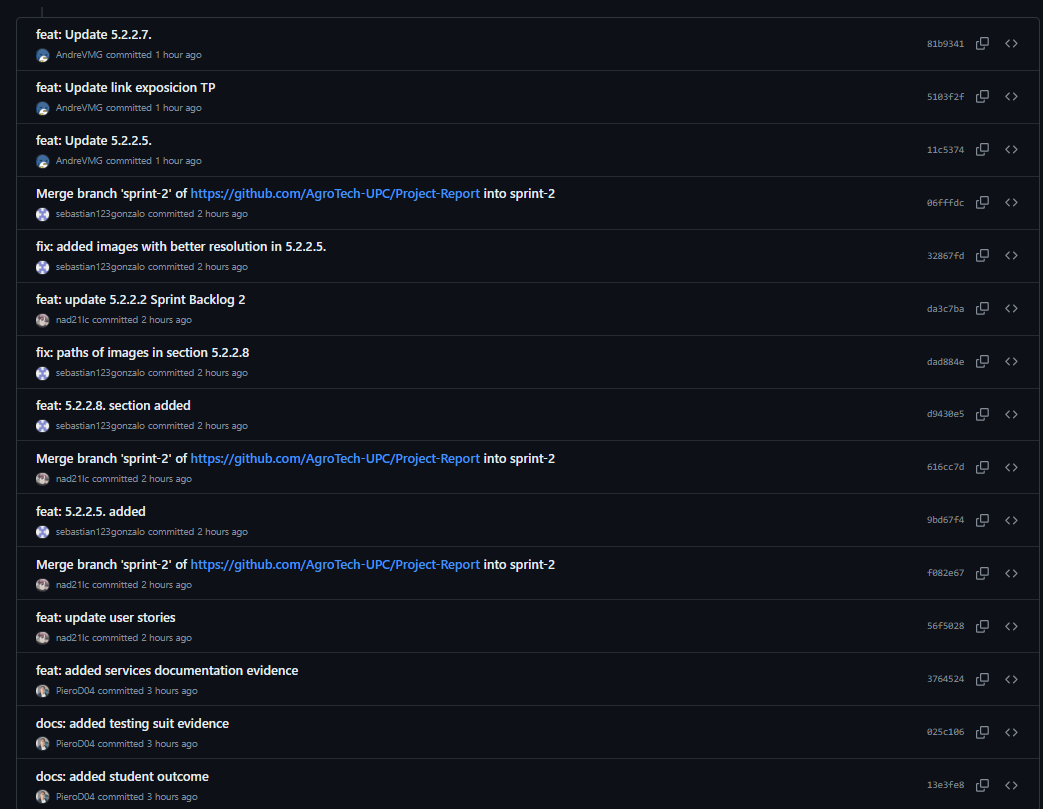 feat: Update 5.2.2.7.
AndreVMG committed 1 hour ago
81b9341
feat: Update link exposicion TP
AndreVMG committed 1 hour ago
5103f2f
feat: Update 5.2.2.5.
AndreVMG committed 1 hour ago
11c5374
Merge branch 'sprint-2' of https://github.com/AgroTech-UPC/Project-Report into sprint-2
sebastian123gonzalo committed 2 hours ago
06fffdc
fix: added images with better resolution in 5.2.2.5.
sebastian123gonzalo committed 2 hours ago
32867fd
feat: update 5.2.2.2 Sprint Backlog 2
nad21lc committed 2 hours ago
da3c7ba
fix: paths of images in section 5.2.2.8
sebastian123gonzalo committed 2 hours ago
dad884e
feat: 5.2.2.8. section added
sebastian123gonzalo committed 2 hours ago
d9430e5
Merge branch 'sprint-2' of https://github.com/AgroTech-UPC/Project-Report into sprint-2
nad21lc committed 2 hours ago
616cc7d
feat: 5.2.2.5. added
sebastian123gonzalo committed 2 hours ago
9bd67f4
Merge branch 'sprint-2' of https://github.com/AgroTech-UPC/Project-Report into sprint-2
nad21lc committed 2 hours ago
f082e67
feat: update user stories
nad21lc committed 2 hours ago
56f5028
feat: added services documentation evidence
PieroD04 committed 3 hours ago
3764524
docs: added testing suit evidence
PieroD04 committed 3 hours ago
025c106
docs: added student outcome
PieroD04 committed 3 hours ago
13e3fe8